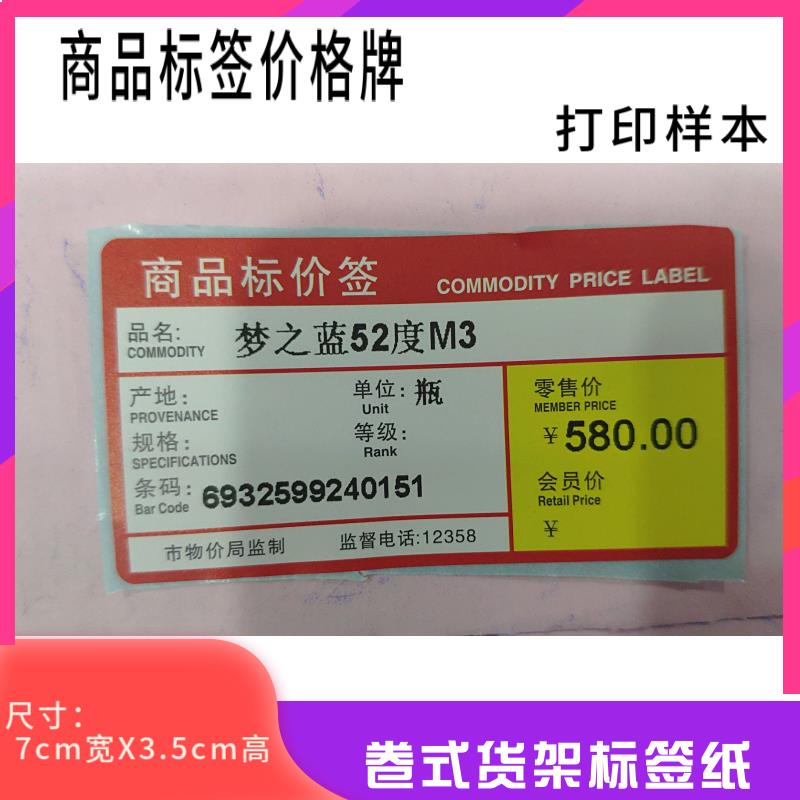 商品标签价格牌
打印样本
商品标价签 COMMODITY PRICE LABEL
品名: 梦之蓝52度M3
COMMODITY
产地: 单位: 瓶
PROVENANCE Unit
规格: 等级:
SPECIFICATIONS Rank
条码: 6932599240151
Bar Code
零售价
MEMBER PRICE
¥580.00
会员价
Retail Price
¥
市物价局监制 监督电话:12358
尺寸:
7cm宽X3.5cm高
卷式货架标签纸